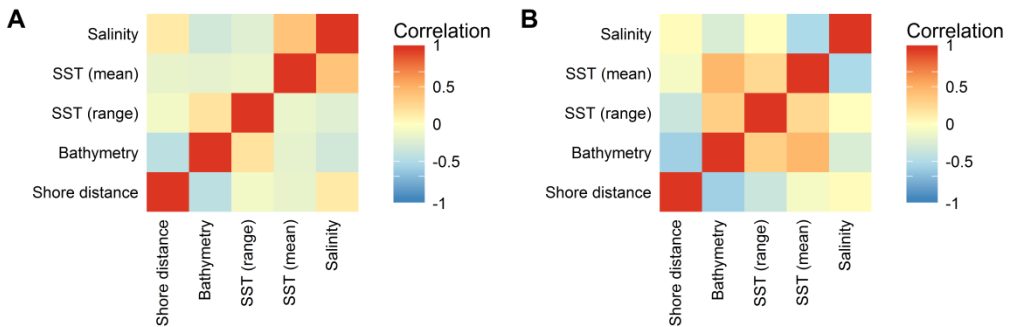 A
Salinity
SST (mean)
SST (range)
Bathymetry
Shore distance
Shore distance
Bathymetry
SST (range)
SST (mean)
Salinity
Correlation
1
0.5
0
-0.5
-1
B
Salinity
SST (mean)
SST (range)
Bathymetry
Shore distance
Shore distance
Bathymetry
SST (range)
SST (mean)
Salinity
Correlation
1
0.5
0
-0.5
-1